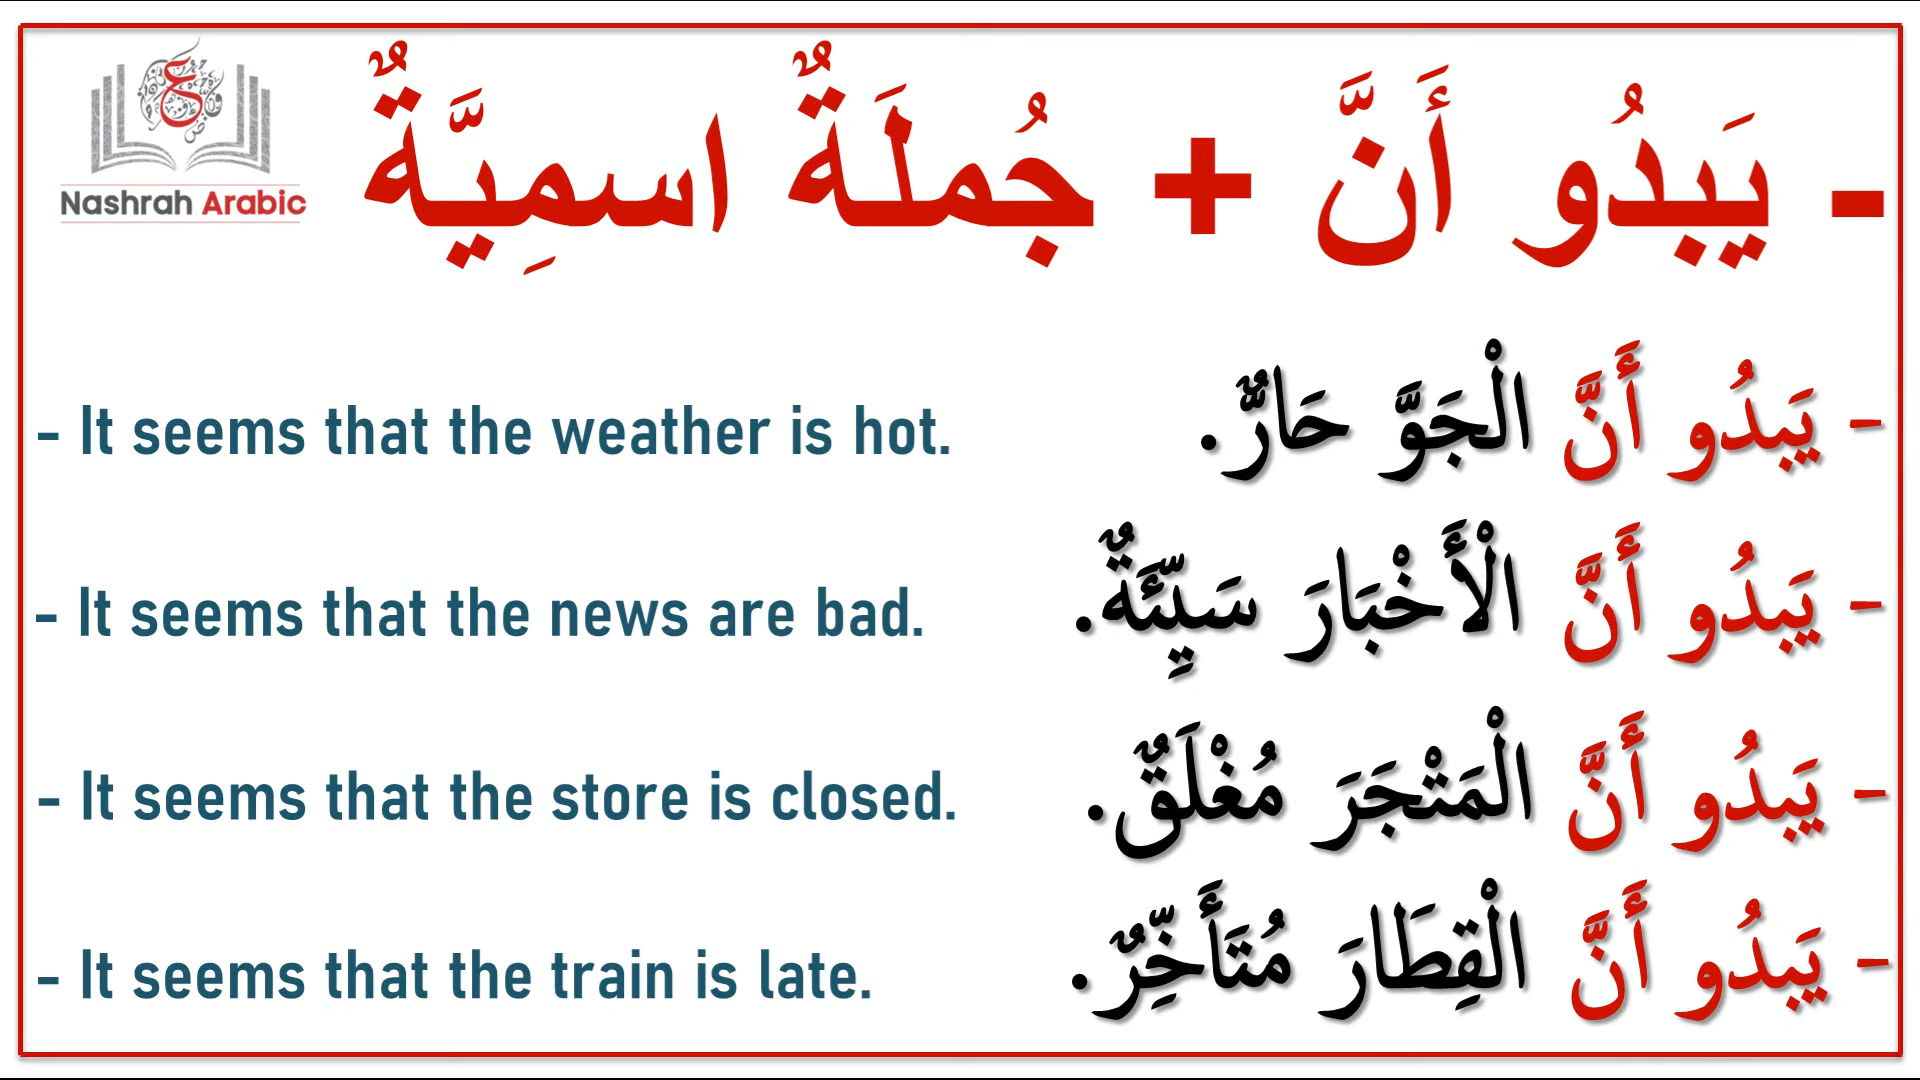 Nashrah Arabic
- يَبدُو أَنَّ + جُملَةٌ اسمِيَّةٌ
- يَبدُو أَنَّ الْجَوَّ حَارٌّ.
- It seems that the weather is hot.
- يَبدُو أَنَّ الْأَخْبَارَ سَيِّئَةٌ.
- It seems that the news are bad.
- يَبدُو أَنَّ الْمَتْجَرَ مُغْلَقٌ.
- It seems that the store is closed.
- يَبدُو أَنَّ الْقِطَارَ مُتَأَخِّرٌ.
- It seems that the train is late.